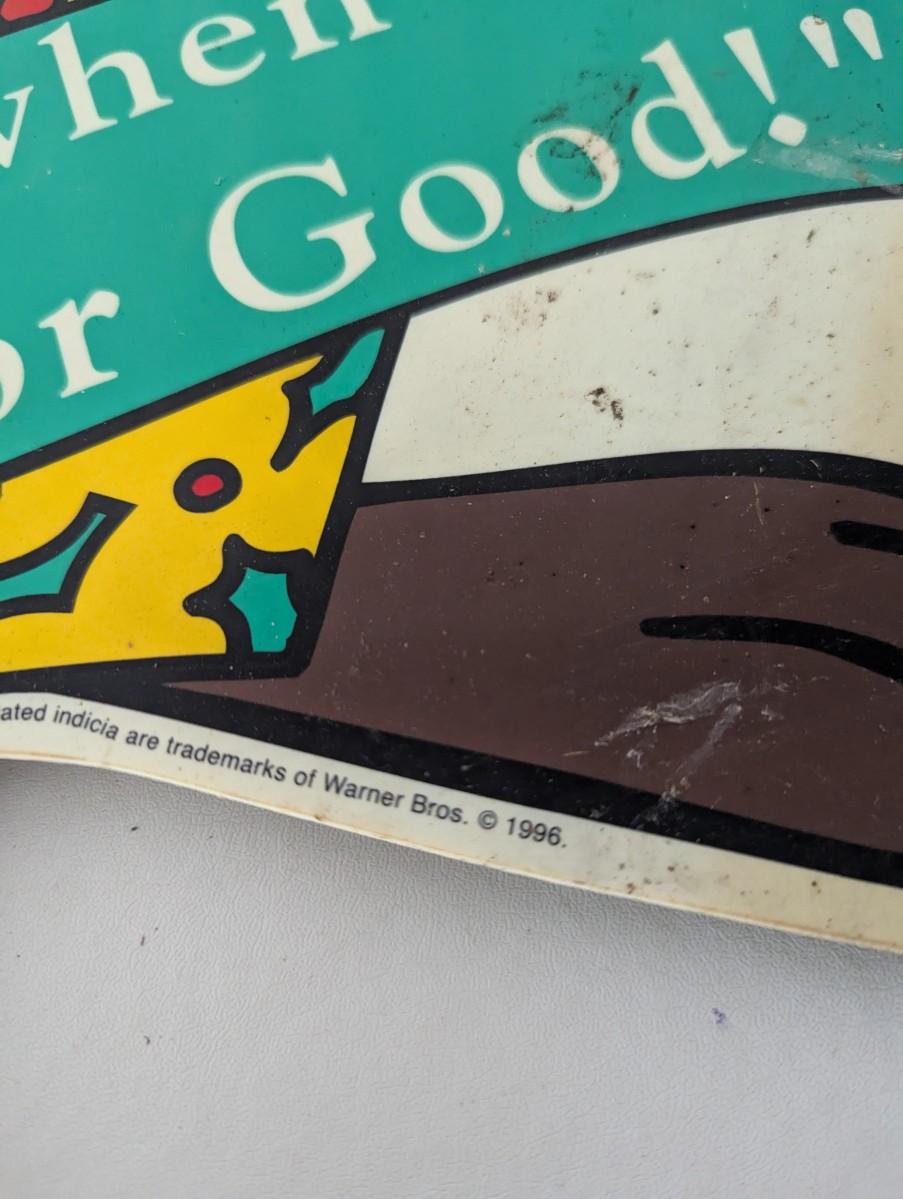 when
or Good!"
ated indicia are trademarks of Warner Bros. © 1996.